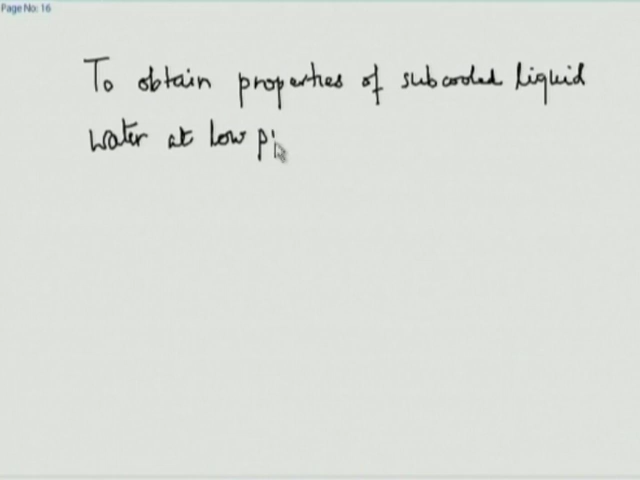 Page No: 16
To obtain properties of subcooled liquid
water at low p